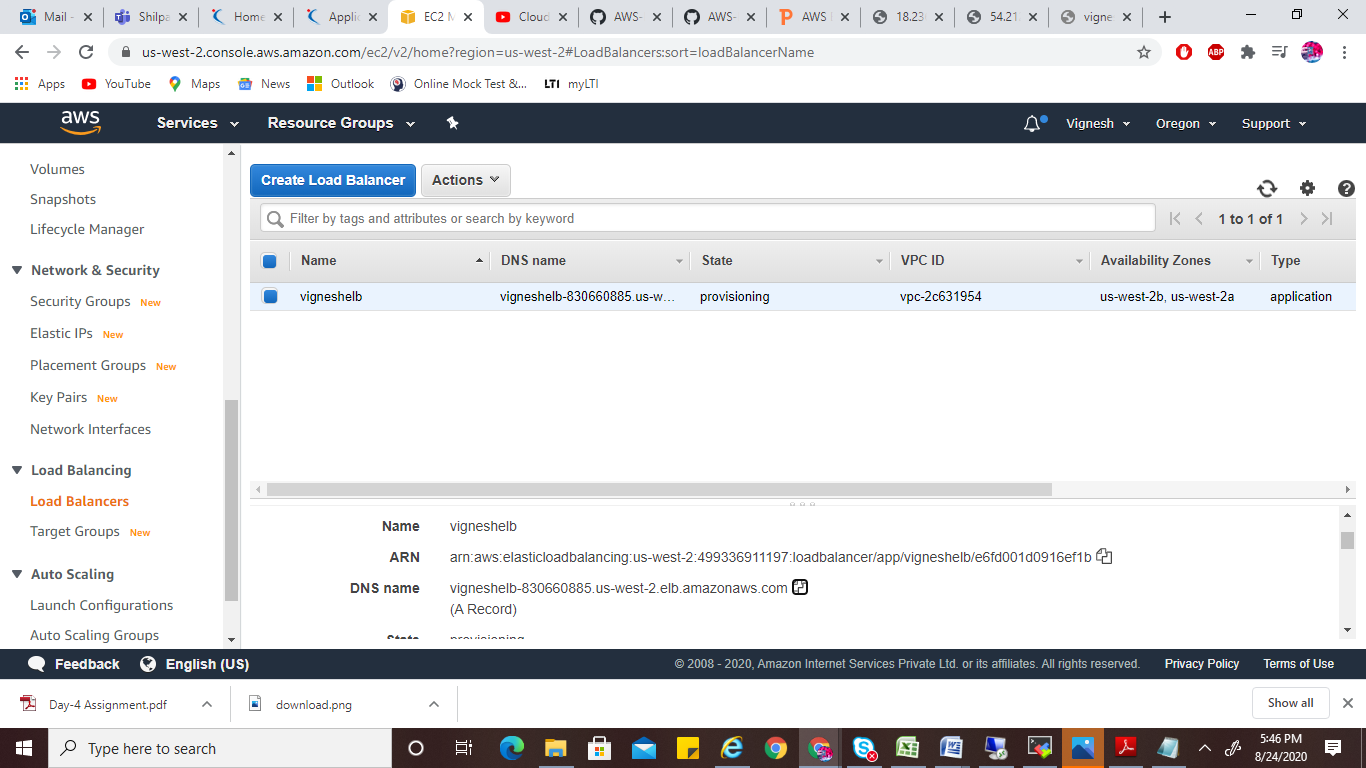 Mail -
Shilpa
Home
Applic
EC2 M
Cloud
AWS-
AWS-
AWS
18.23
54.21
vigne
us-west-2.console.aws.amazon.com/ec2/v2/home?region=us-west-2#LoadBalancers:sort=loadBalancerName
ABP
Apps
YouTube
Maps
News
Outlook
Online Mock Test &...
LTI myLTI
aws
Services
Resource Groups
Vignesh
Oregon
Support
Volumes
Snapshots
Lifecycle Manager
Network & Security
Security Groups New
Elastic IPs New
Placement Groups New
Key Pairs New
Network Interfaces
Load Balancing
Load Balancers
Target Groups New
Auto Scaling
Launch Configurations
Auto Scaling Groups
Create Load Balancer
Actions
Filter by tags and attributes or search by keyword
1 to 1 of 1
Name DNS name State VPC ID Availability Zones Type
vigneshelb vigneshelb-830660885.us-w... provisioning vpc-2c631954 us-west-2b, us-west-2a application
Name vigneshelb
ARN arn:aws:elasticloadbalancing:us-west-2:499336911197:loadbalancer/app/vigneshelb/e6fd001d0916ef1b
DNS name vigneshelb-830660885.us-west-2.elb.amazonaws.com
(A Record)
State provisioning
Feedback
English (US)
© 2008 - 2020, Amazon Internet Services Private Ltd. or its affiliates. All rights reserved.
Privacy Policy
Terms of Use
Day-4 Assignment.pdf
download.png
Show all
Type here to search
5:46 PM
8/24/2020